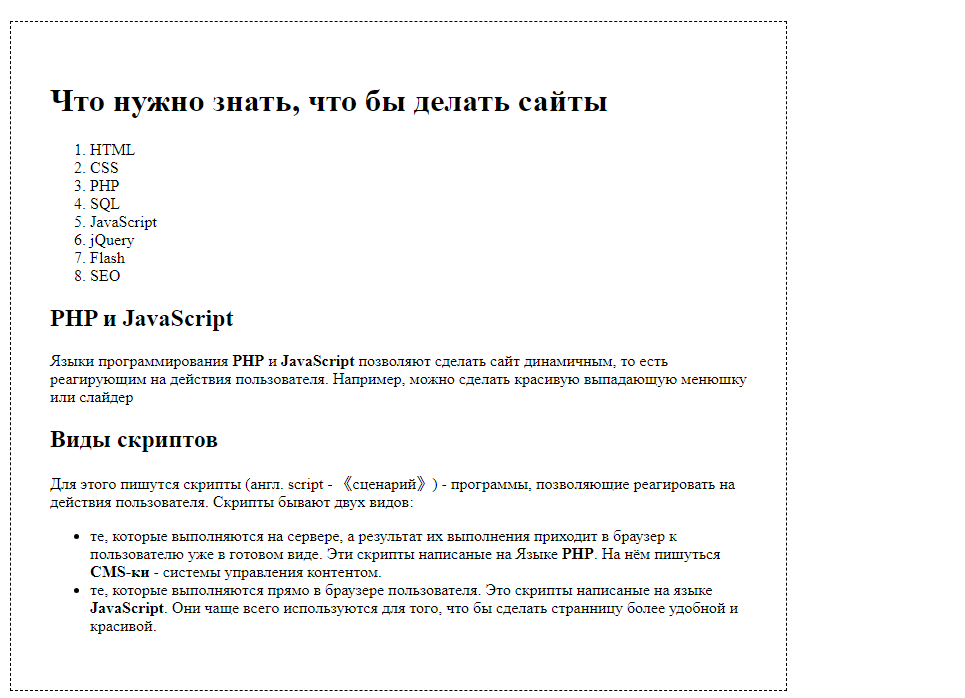 Что нужно знать, что бы делать сайты
1. HTML
2. CSS
3. PHP
4. SQL
5. JavaScript
6. jQuery
7. Flash
8. SEO
PHP и JavaScript
Языки программирования PHP и JavaScript позволяют сделать сайт динамичным, то есть
реагирующим на действия пользователя. Например, можно сделать красивую выпадающую менюшку
или слайдер
Виды скриптов
Для этого пишутся скрипты (англ. script - 《сценарий》) - программы, позволяющие реагировать на
действия пользователя. Скрипты бывают двух видов:
• те, которые выполняются на сервере, а результат их выполнения приходит в браузер к
пользователю уже в готовом виде. Эти скрипты написаные на Языке PHP. На нём пишуться
CMS-ки - системы управления контентом.
• те, которые выполняются прямо в браузере пользователя. Это скрипты написаные на языке
JavaScript. Они чаще всего используются для того, что бы сделать странницу более удобной и
красивой.